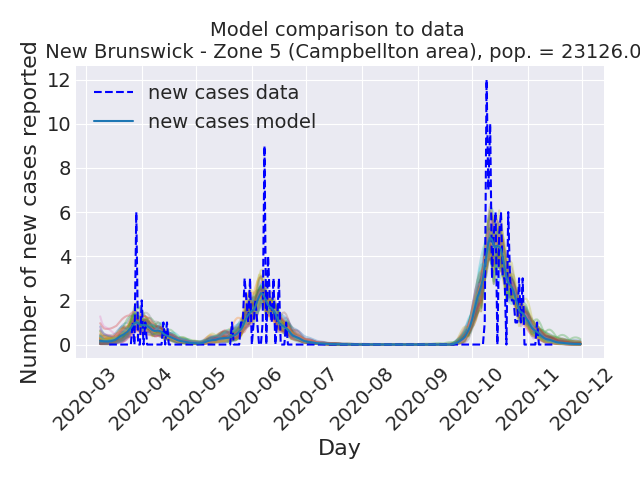 Model comparison to data
New Brunswick - Zone 5 (Campbellton area), pop. = 23126.0
Number of new cases reported
12
10
8
6
4
2
0
new cases data
new cases model
2020-03
2020-04
2020-05
2020-06
2020-07
2020-08
2020-09
2020-10
2020-11
2020-12
Day